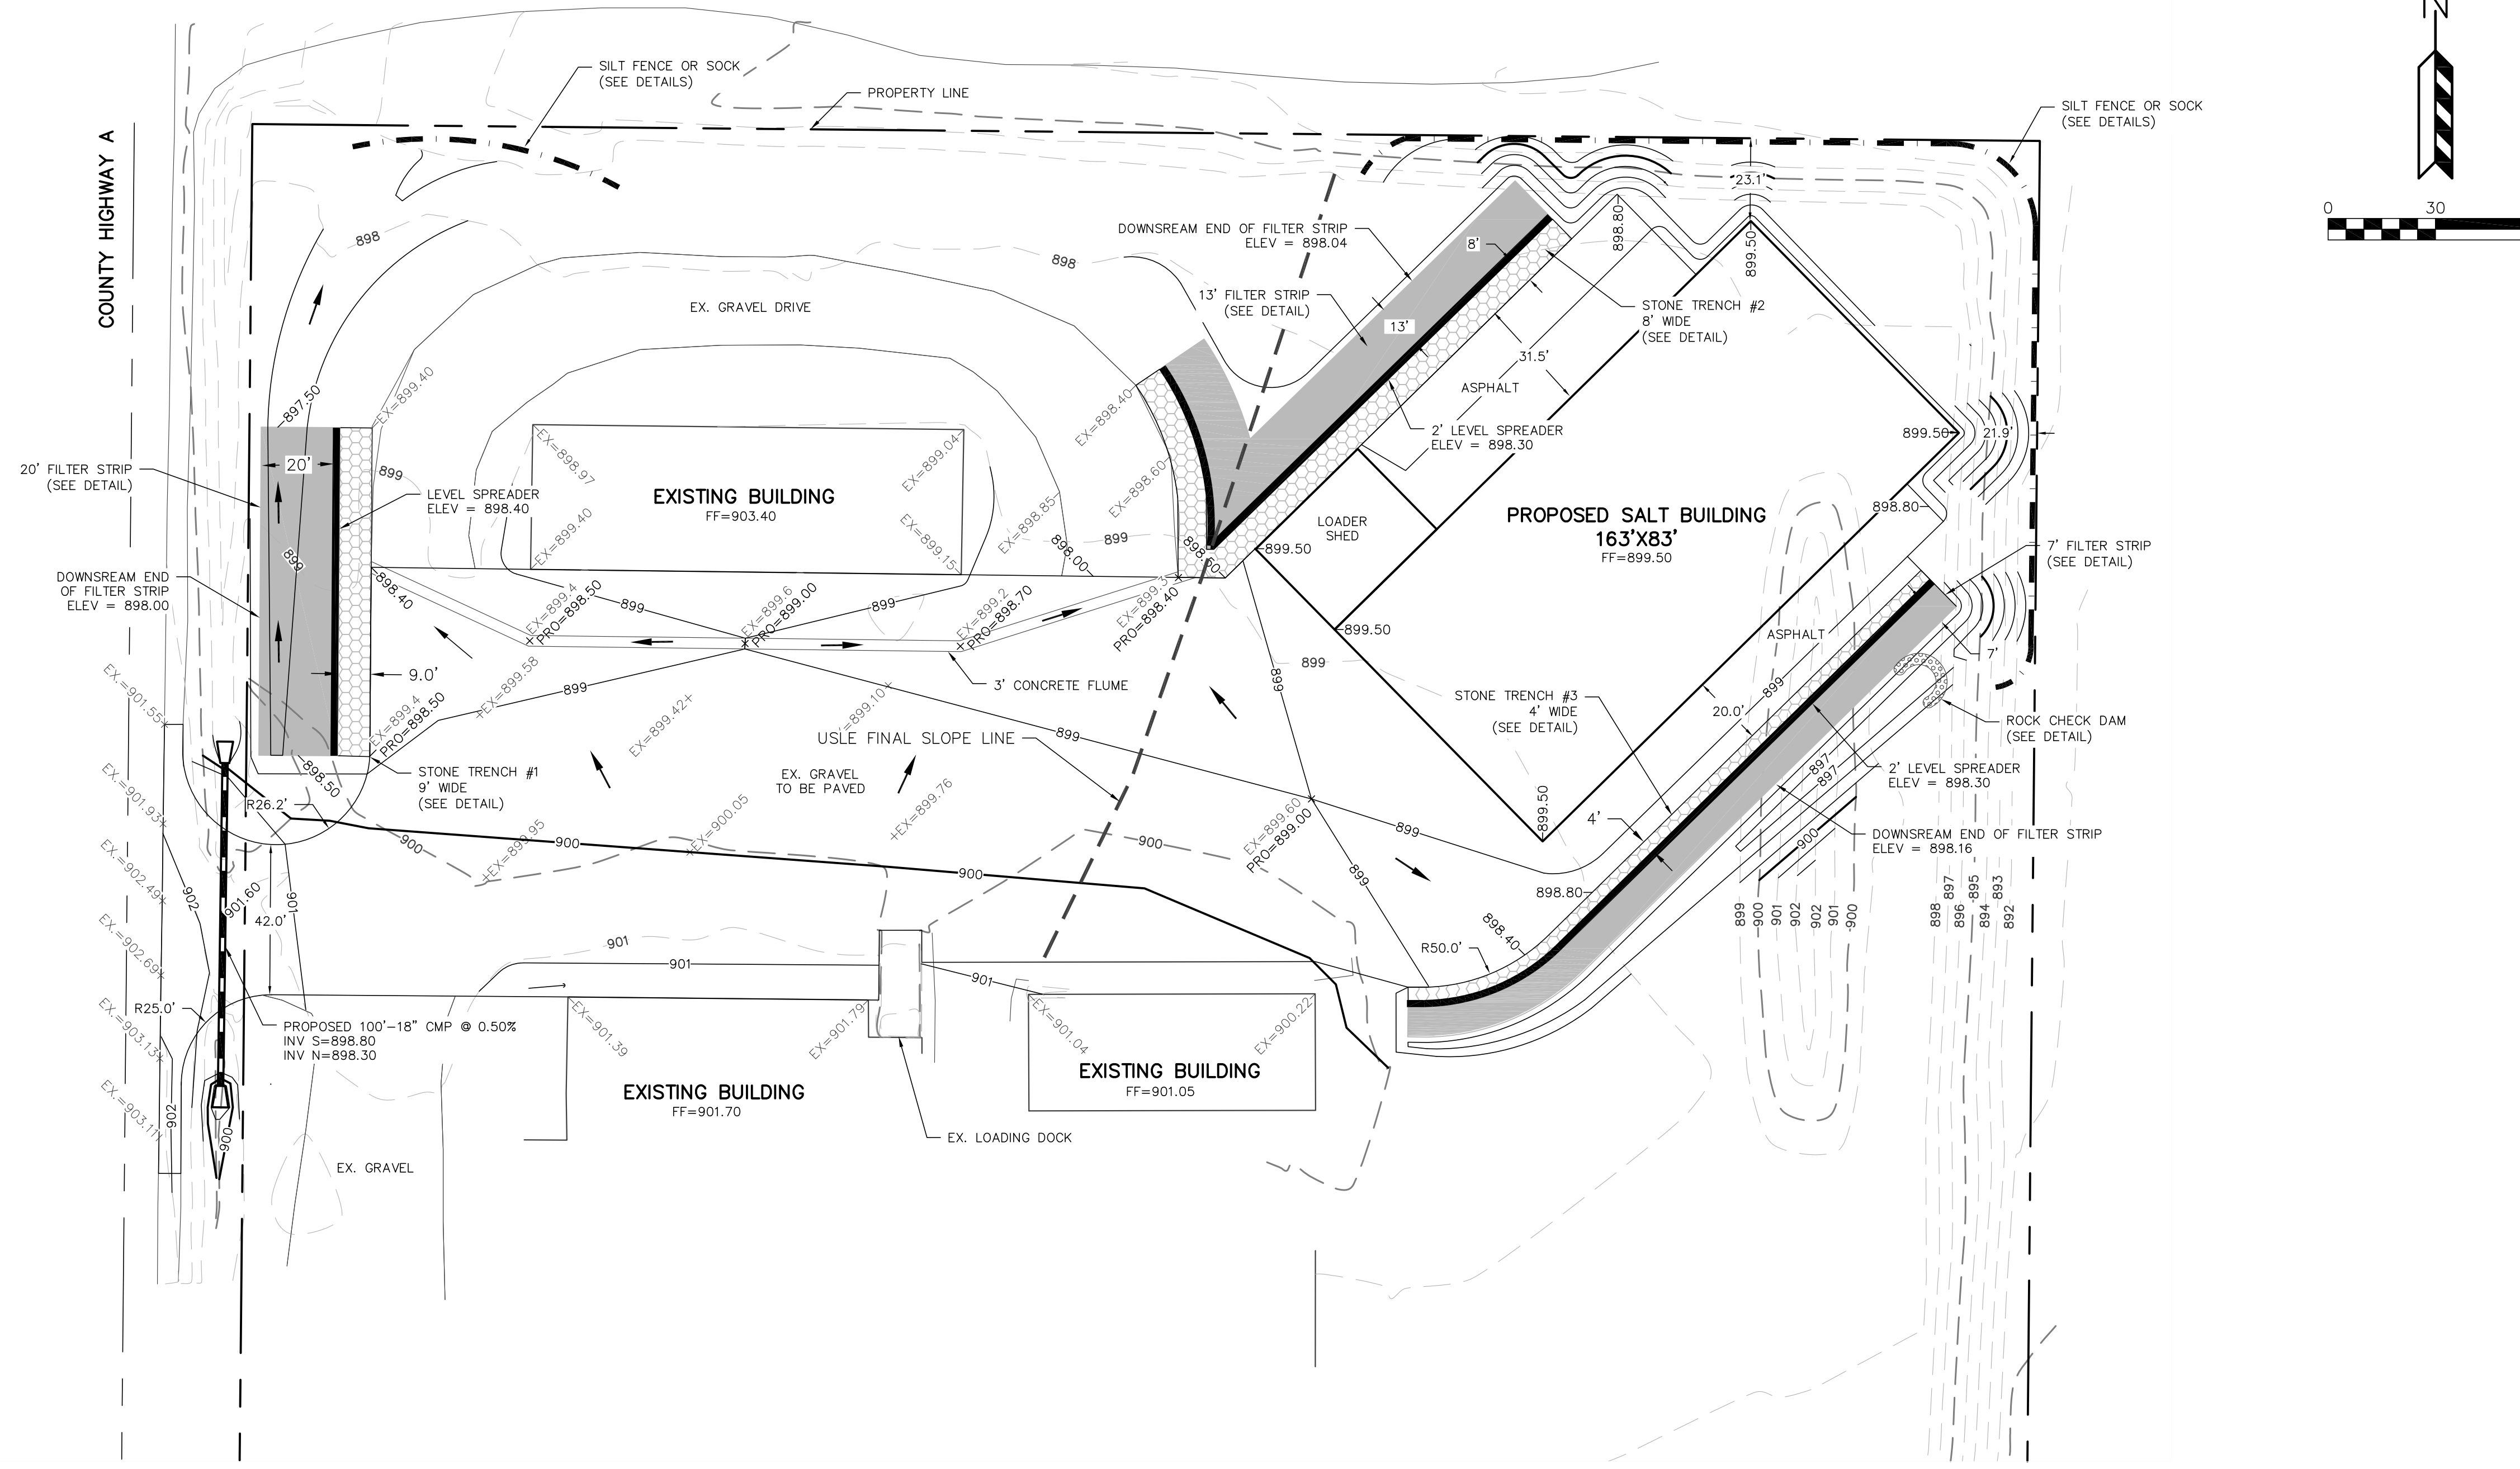 N
SILT FENCE OR SOCK
(SEE DETAILS)
PROPERTY LINE
SILT FENCE OR SOCK
(SEE DETAILS)
COUNTY HIGHWAY A
0 30
23.1'
898.80
899.50
DOWNSREAM END OF FILTER STRIP
ELEV = 898.04
8'
898
898
EX. GRAVEL DRIVE
13' FILTER STRIP
(SEE DETAIL)
13'
STONE TRENCH #2
8' WIDE
(SEE DETAIL)
31.5'
ASPHALT
897.50
EX=899.40
EX=898.40
2' LEVEL SPREADER
ELEV = 898.30
899.50
21.9'
20' FILTER STRIP
(SEE DETAIL)
20'
899
LEVEL SPREADER
ELEV = 898.40
EX=898.97
EX=899.04
EXISTING BUILDING
FF=903.40
EX=898.60
EX=898.85
EX=899.40
EX=899.15
899
898.00
898.50
LOADER
SHED
PROPOSED SALT BUILDING
163'X83'
FF=899.50
898.80
899.50
899
DOWNSREAM END
OF FILTER STRIP
ELEV = 898.00
898.40
7' FILTER STRIP
(SEE DETAIL)
EX=899.4
PRO=898.50
899
EX=899.6
PRO=899.00
899
EX=899.2
PRO=898.70
EX=899.3
PRO=898.40
899.50
ASPHALT
7'
899
9.0'
EX=899.58
899
3' CONCRETE FLUME
899
899
20.0'
EX.=901.55
EX=899.4
PRO=898.50
EX=899.42
=899.10
USLE FINAL SLOPE LINE
899
STONE TRENCH #3
4' WIDE
(SEE DETAIL)
ROCK CHECK DAM
(SEE DETAIL)
897
897
898.50
STONE TRENCH #1
9' WIDE
(SEE DETAIL)
EX. GRAVEL
TO BE PAVED
2' LEVEL SPREADER
ELEV = 898.30
EX.=901.93
R26.2'
EX=899.95
EX=900.05
EX=899.76
EX=899.60
PRO=899.00
899.50
4'
900
DOWNSREAM END OF FILTER STRIP
ELEV = 898.16
900
900
900
900
899
899
EX.=902.49
902
901.60
901
42.0'
898.80
898.40
899
900
901
902
902
901
900
898
897
896
895
894
893
892
EX.=902.69
901
901
901
R50.0'
R25.0'
EX.=903.13
PROPOSED 100'-18" CMP @ 0.50%
INV S=898.80
INV N=898.30
EX=901.39
EX=901.79
EX=901.04
EX=900.22
EXISTING BUILDING
FF=901.70
EXISTING BUILDING
FF=901.05
EX.=903.11
902
900
EX. LOADING DOCK
EX. GRAVEL